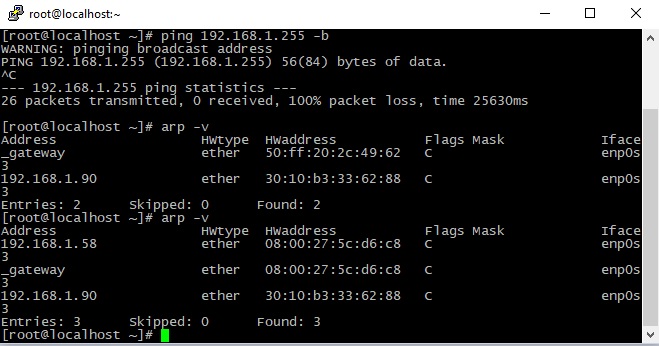 root@localhost:~
[root@localhost ~]# ping 192.168.1.255 -b
WARNING: pinging broadcast address
PING 192.168.1.255 (192.168.1.255) 56(84) bytes of data.
^C
--- 192.168.1.255 ping statistics ---
26 packets transmitted, 0 received, 100% packet loss, time 25630ms
[root@localhost ~]# arp -v
Address HWtype HWaddress Flags Mask Iface
_gateway ether 50:ff:20:2c:49:62 C enp0s
3
192.168.1.90 ether 30:10:b3:33:62:88 C enp0s
3
Entries: 2 Skipped: 0 Found: 2
[root@localhost ~]# arp -v
Address HWtype HWaddress Flags Mask Iface
192.168.1.58 ether 08:00:27:5c:d6:c8 C enp0s
3
_gateway ether 08:00:27:5c:d6:c8 C enp0s
3
192.168.1.90 ether 30:10:b3:33:62:88 C enp0s
3
Entries: 3 Skipped: 0 Found: 3
[root@localhost ~]#